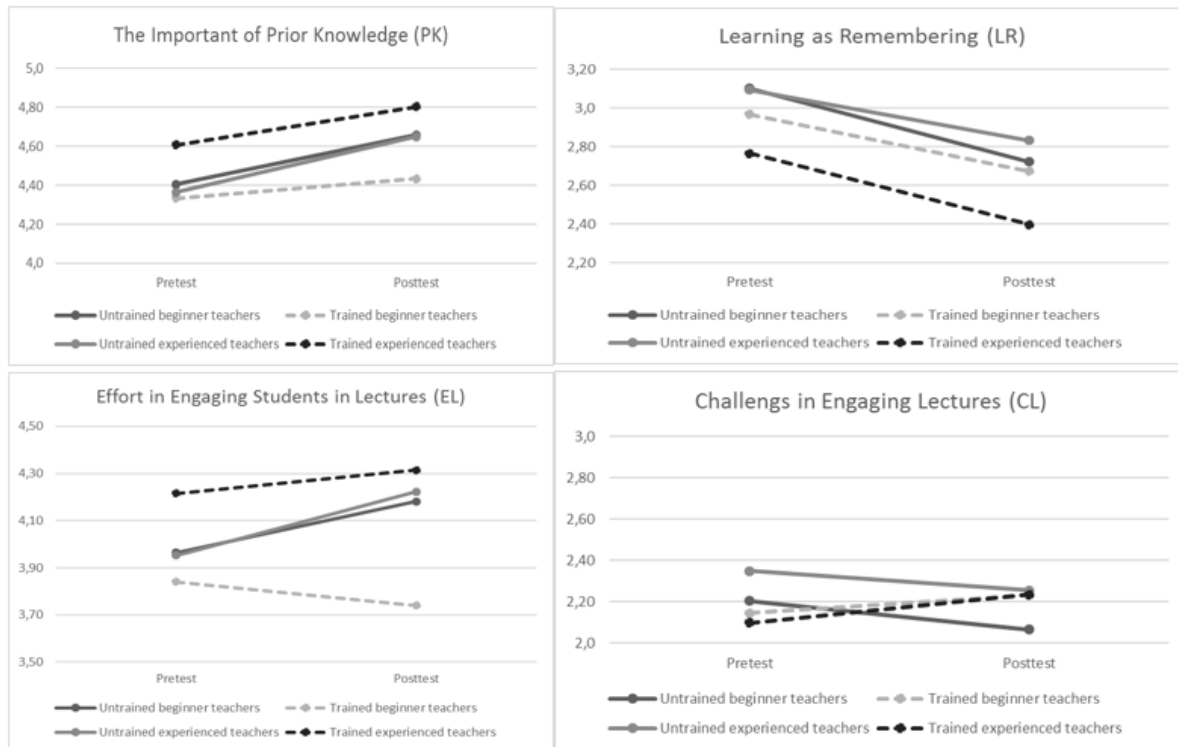 The Important of Prior Knowledge (PK)
5,0
4,80
4,60
4,40
4,20
4,0
Pretest Posttest
Untrained beginner teachers Trained beginner teachers
Untrained experienced teachers Trained experienced teachers
Learning as Remembering (LR)
3,20
3,0
2,80
2,60
2,40
2,20
Pretest Posttest
Untrained beginner teachers Trained beginner teachers
Untrained experienced teachers Trained experienced teachers
Effort in Engaging Students in Lectures (EL)
4,50
4,30
4,10
3,90
3,70
3,50
Pretest Posttest
Untrained beginner teachers Trained beginner teachers
Untrained experienced teachers Trained experienced teachers
Challengs in Engaging Lectures (CL)
3,0
2,80
2,60
2,40
2,20
2,0
Pretest Posttest
Untrained beginner teachers Trained beginner teachers
Untrained experienced teachers Trained experienced teachers